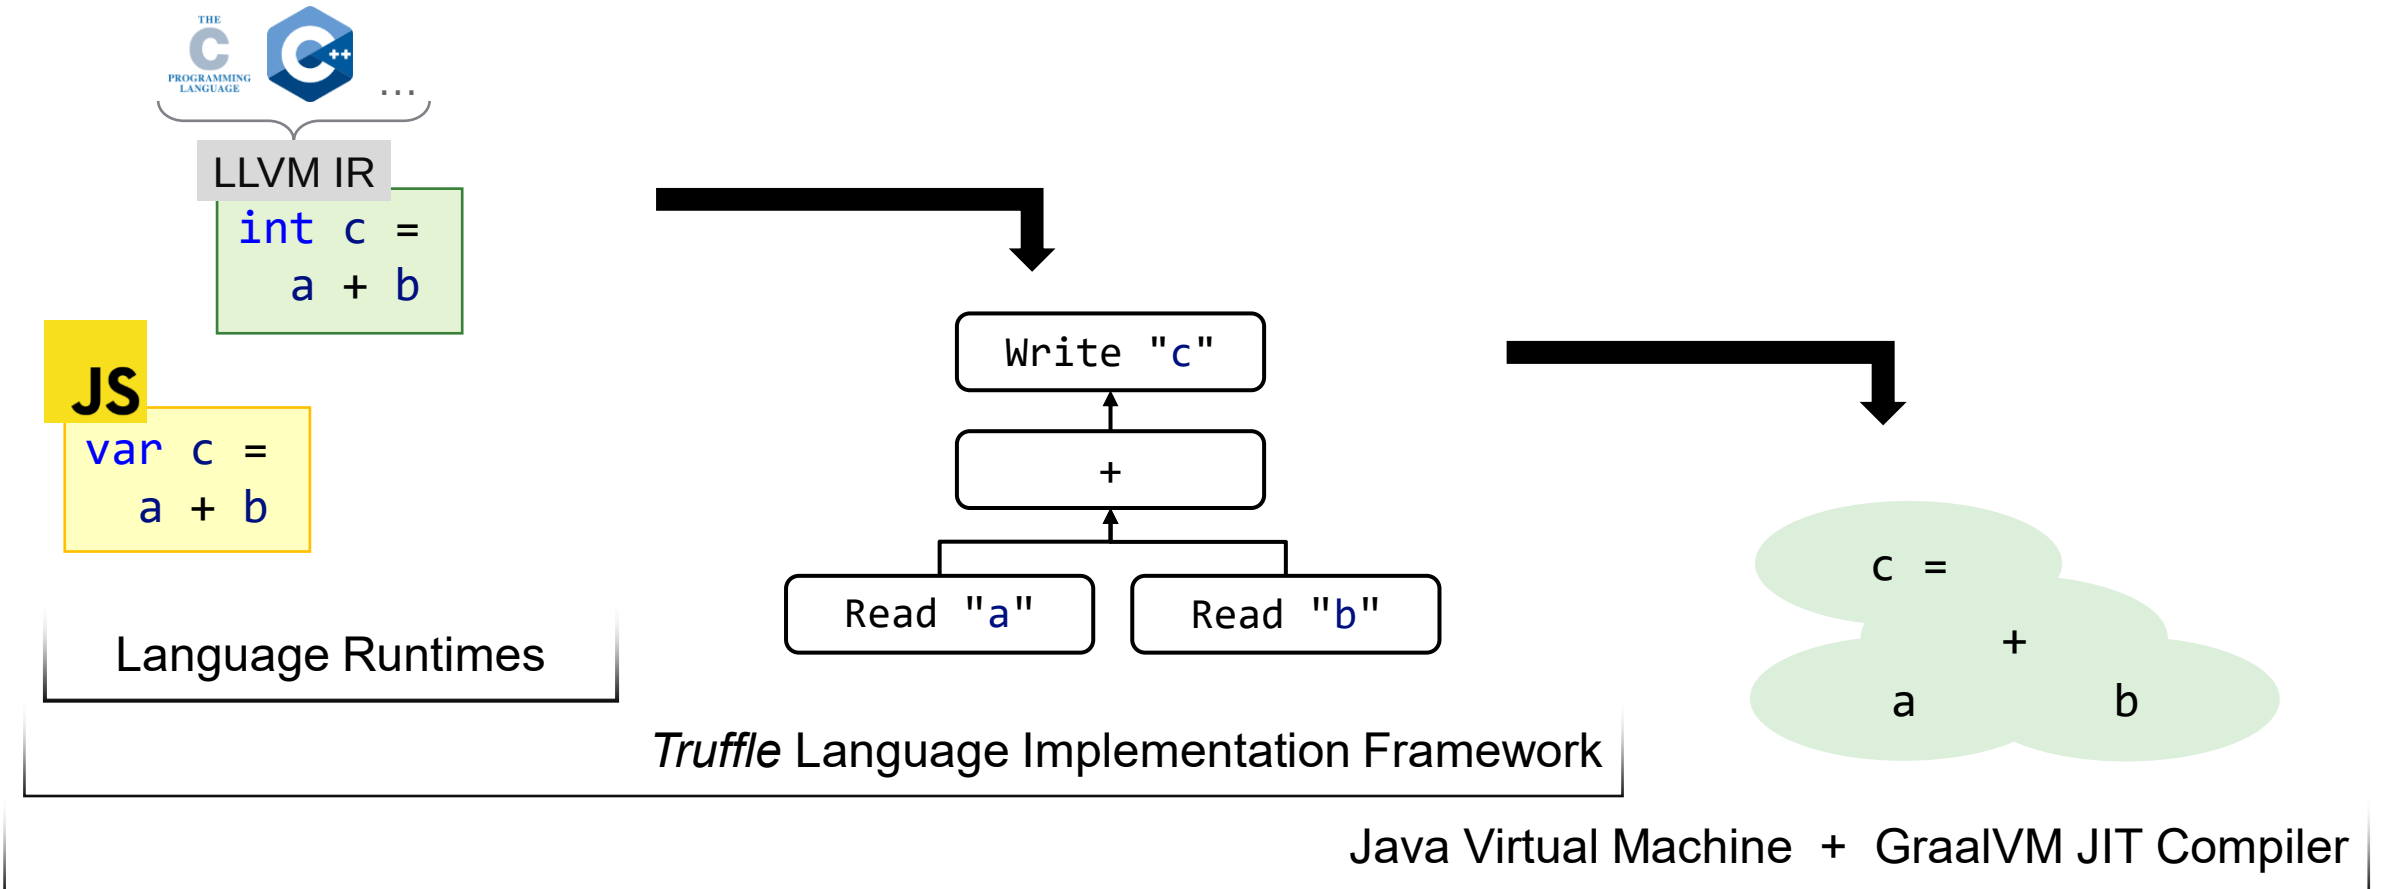 THE
C
PROGRAMMING
LANGUAGE
C++
...
LLVM IR
int c =
a + b
JS
var c =
a + b
Write "c"
+
Read "a"
Read "b"
c =
+
a
b
Language Runtimes
Truffle Language Implementation Framework
Java Virtual Machine + GraalVM JIT Compiler